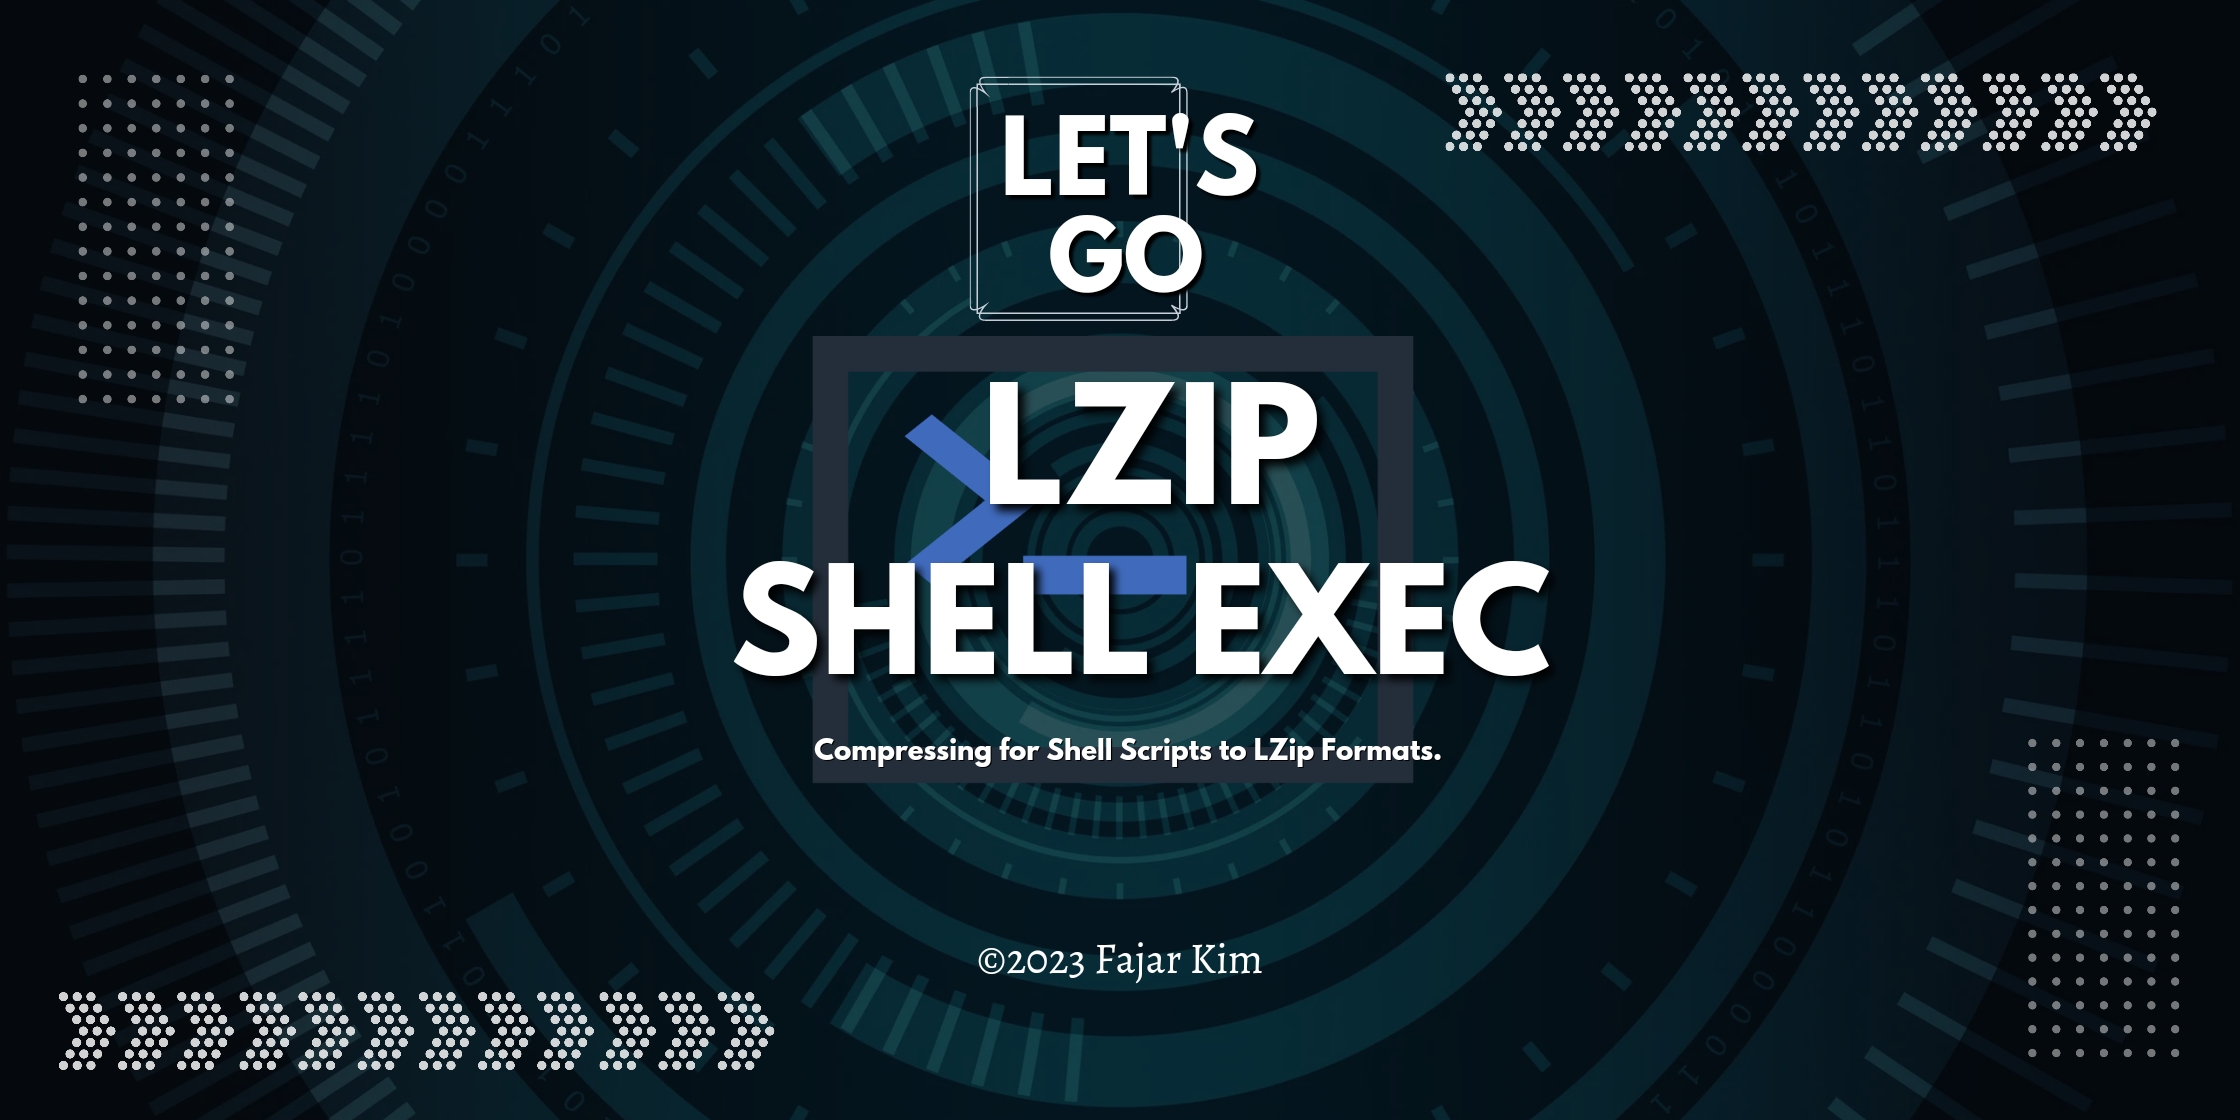 LET'S
GO
LZIP
SHELL EXEC
Compressing for Shell Scripts to LZip Formats.
©2023 Fajar Kim